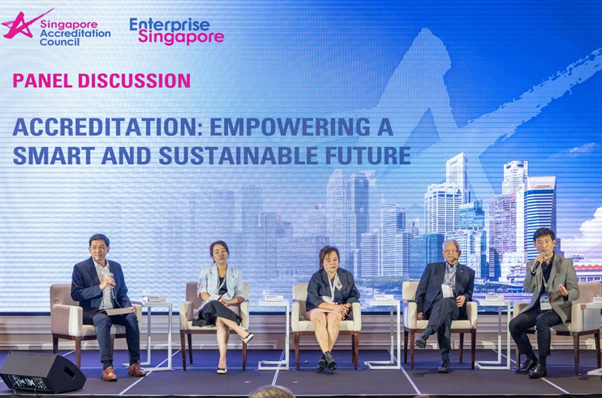 Singapore
Accreditation
Council
Enterprise
Singapore
PANEL DISCUSSION
ACCREDITATION: EMPOWERING A
SMART AND SUSTAINABLE FUTURE